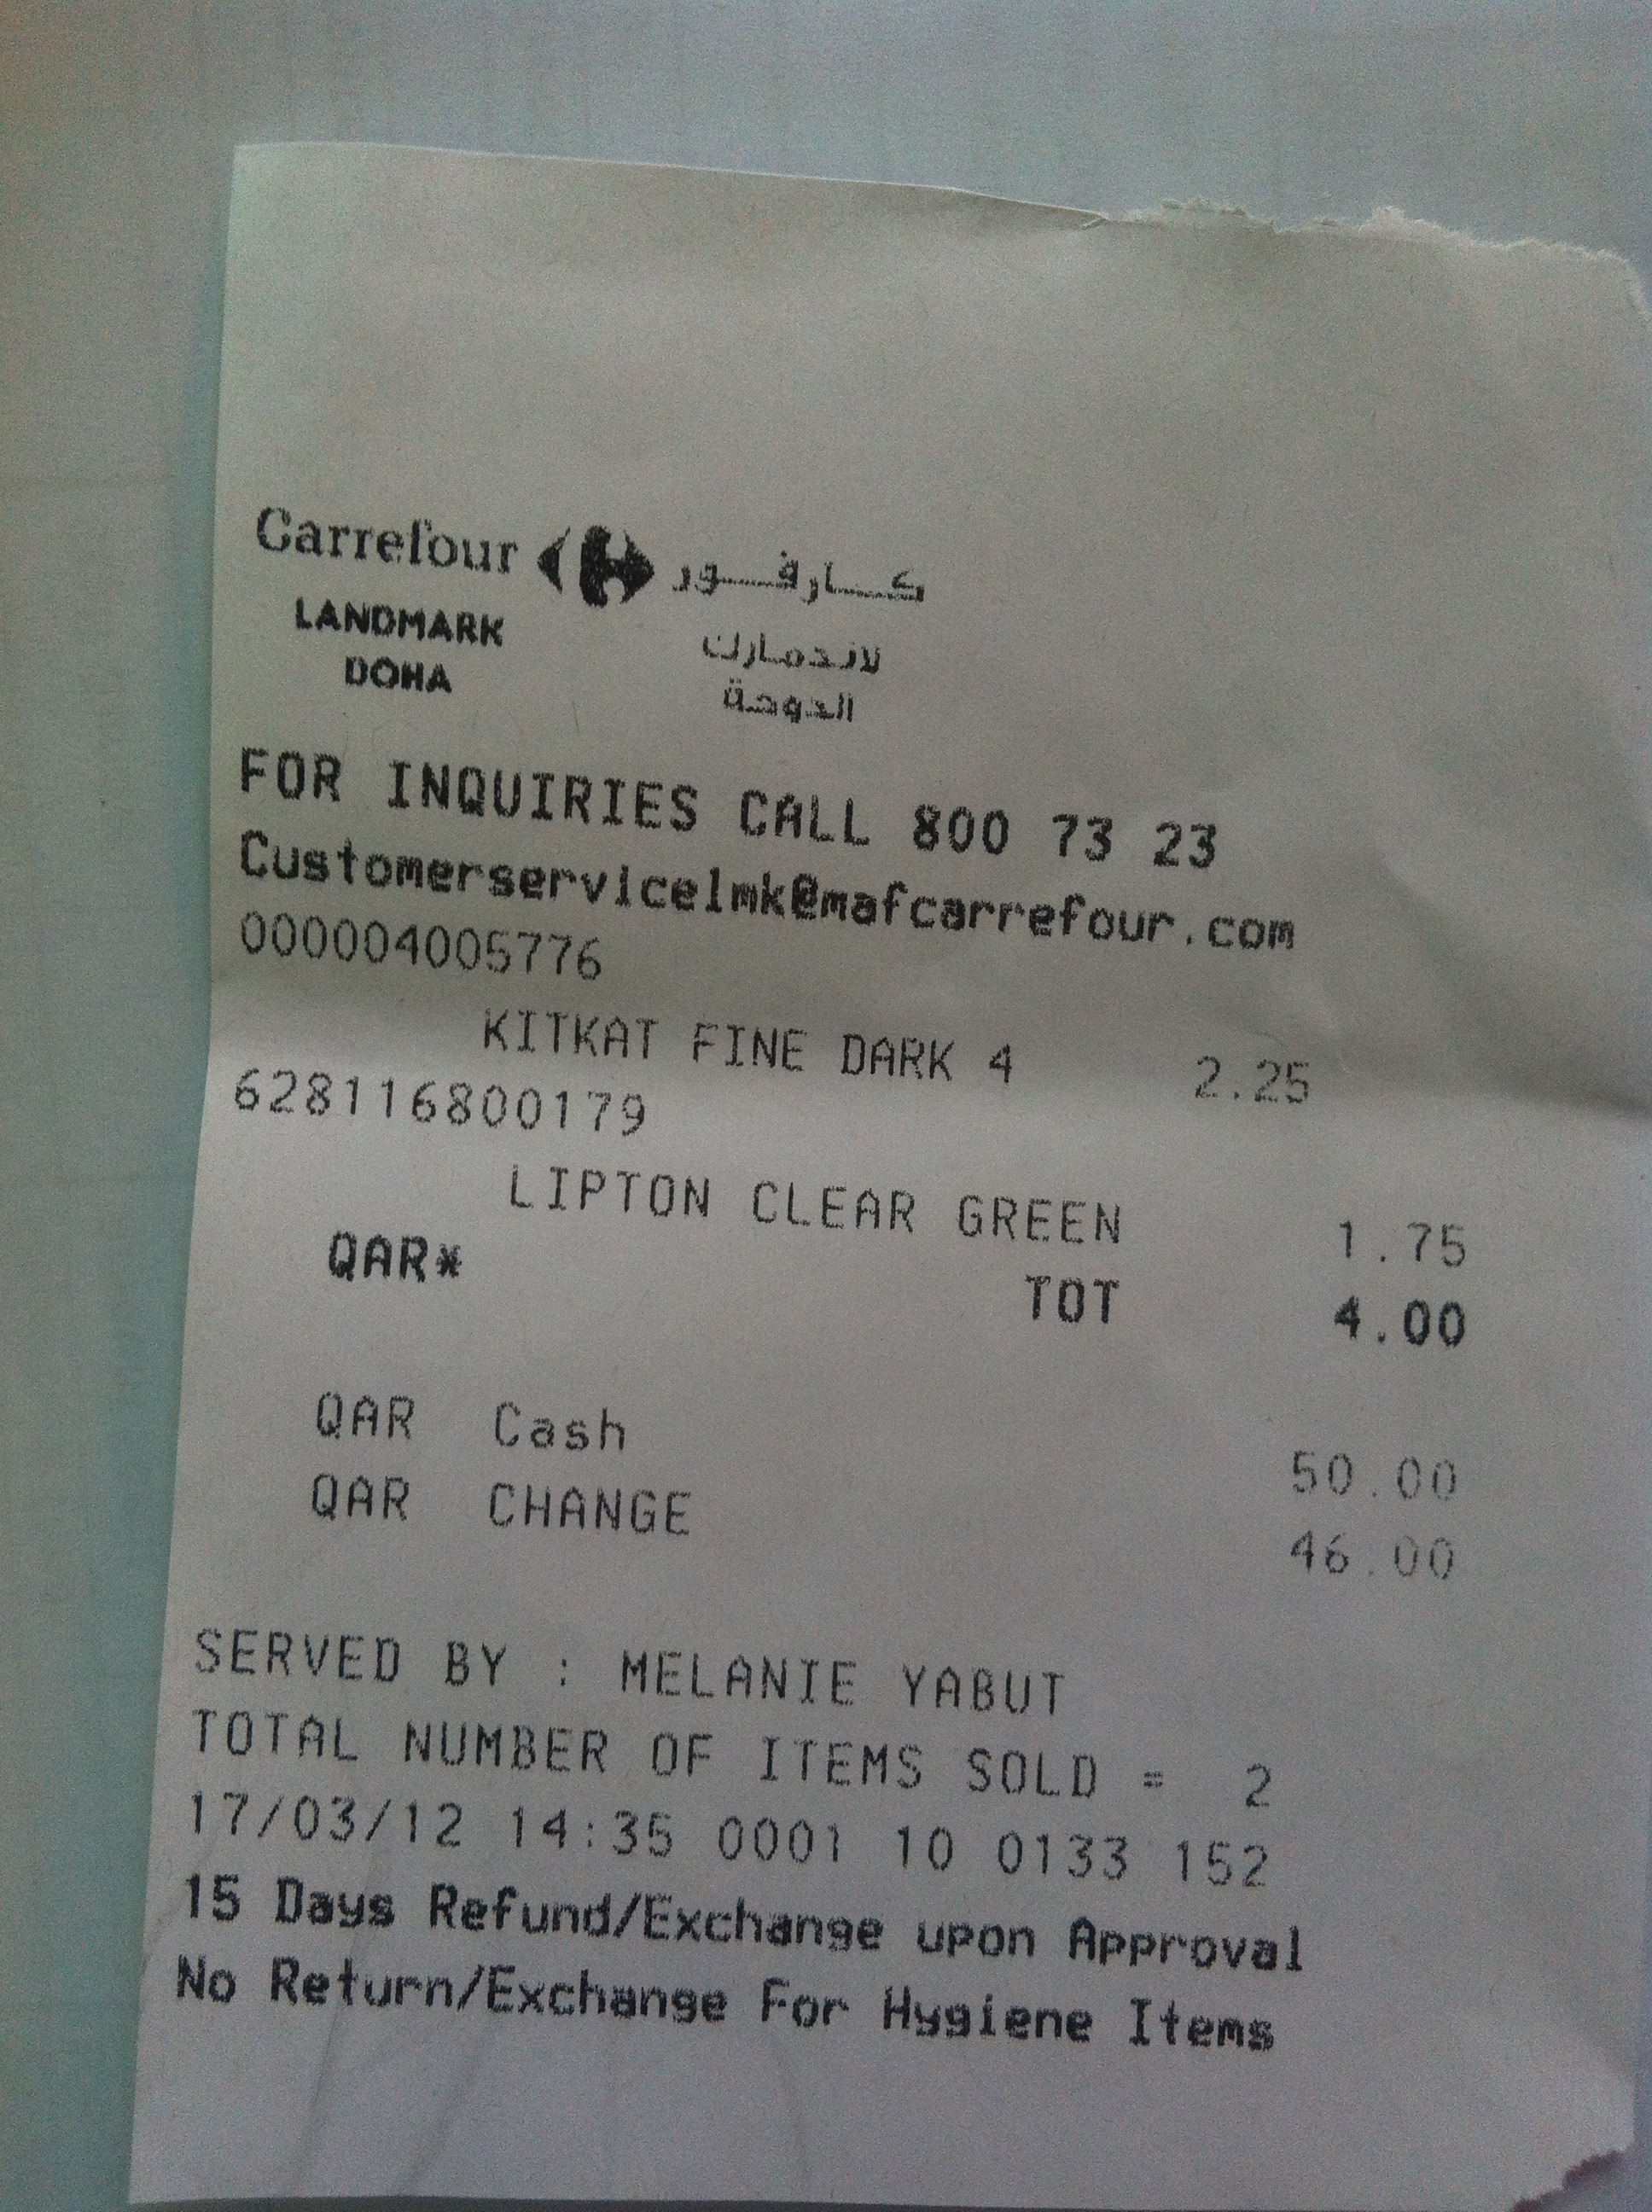 Carrefour كارفور
LANDMARK لاندمارك
DOHA الدوحة
FOR INQUIRIES CALL 800 73 23
Customerservicelmk@mafcarrefour.com
000004005776
KITKAT FINE DARK 4 2.25
628116800179
LIPTON CLEAR GREEN 1.75
QAR* TOT 4.00
QAR Cash 50.00
QAR CHANGE 46.00
SERVED BY : MELANIE YABUT
TOTAL NUMBER OF ITEMS SOLD = 2
17/03/12 14:35 0001 10 0133 152
15 Days Refund/Exchange upon Approval
No Return/Exchange For Hygiene Items